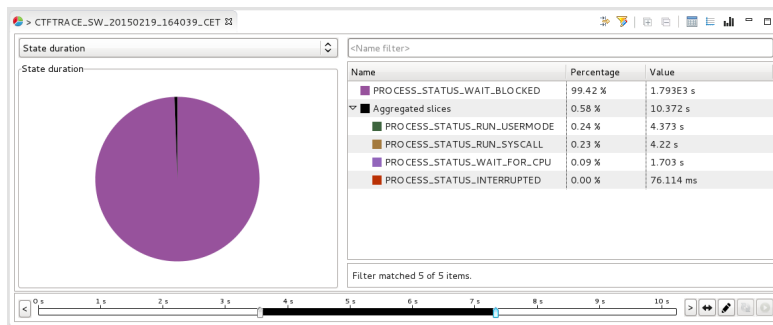 > CTFTRACE_SW_20150219_164039_CET
State duration
<Name filter>
State duration
Name Percentage Value
PROCESS_STATUS_WAIT_BLOCKED 99.42 % 1.793E3 s
Aggregated slices 0.58 % 10.372 s
PROCESS_STATUS_RUN_USERMODE 0.24 % 4.373 s
PROCESS_STATUS_RUN_SYSCALL 0.23 % 4.22 s
PROCESS_STATUS_WAIT_FOR_CPU 0.09 % 1.703 s
PROCESS_STATUS_INTERRUPTED 0.00 % 76.114 ms
Filter matched 5 of 5 items.
< 0 s 1 s 2 s 3 s 4 s 5 s 6 s 7 s 8 s 9 s 10 s >